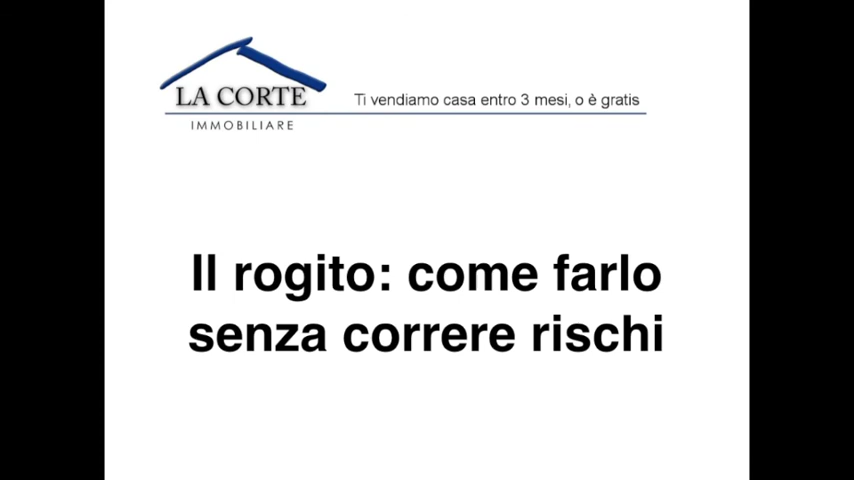 LA CORTE
IMMOBILIARE
Ti vendiamo casa entro 3 mesi, o è gratis
Il rogito: come farlo
senza correre rischi